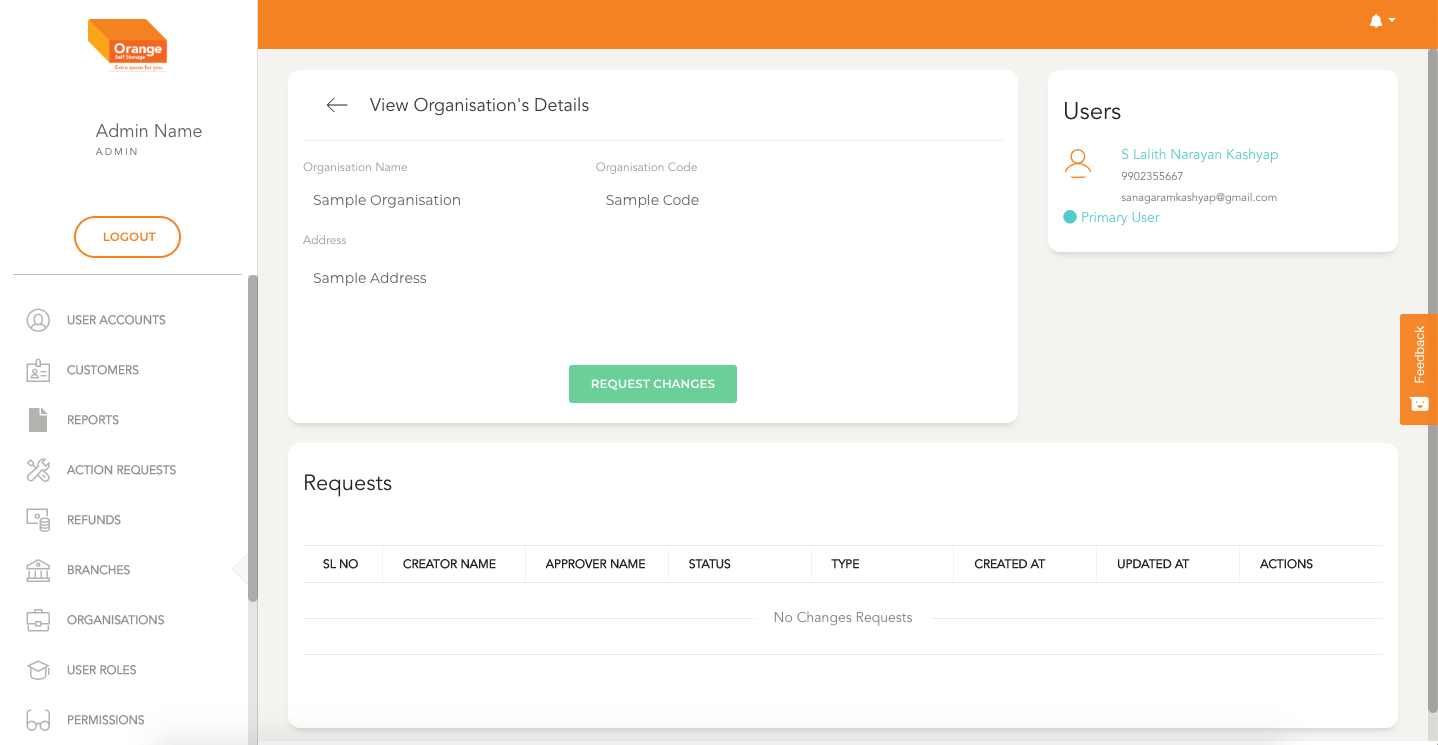 Orange
Self Storage
Extra space for you
Admin Name
ADMIN
LOGOUT
USER ACCOUNTS
CUSTOMERS
REPORTS
ACTION REQUESTS
REFUNDS
BRANCHES
ORGANISATIONS
USER ROLES
PERMISSIONS
View Organisation's Details
Organisation Name
Organisation Code
Sample Organisation
Sample Code
Address
Sample Address
REQUEST CHANGES
Users
S Lalith Narayan Kashyap
9902355667
sanagaramkashyap@gmail.com
Primary User
Feedback
Requests
SL NO CREATOR NAME APPROVER NAME STATUS TYPE CREATED AT UPDATED AT ACTIONS
No Changes Requests